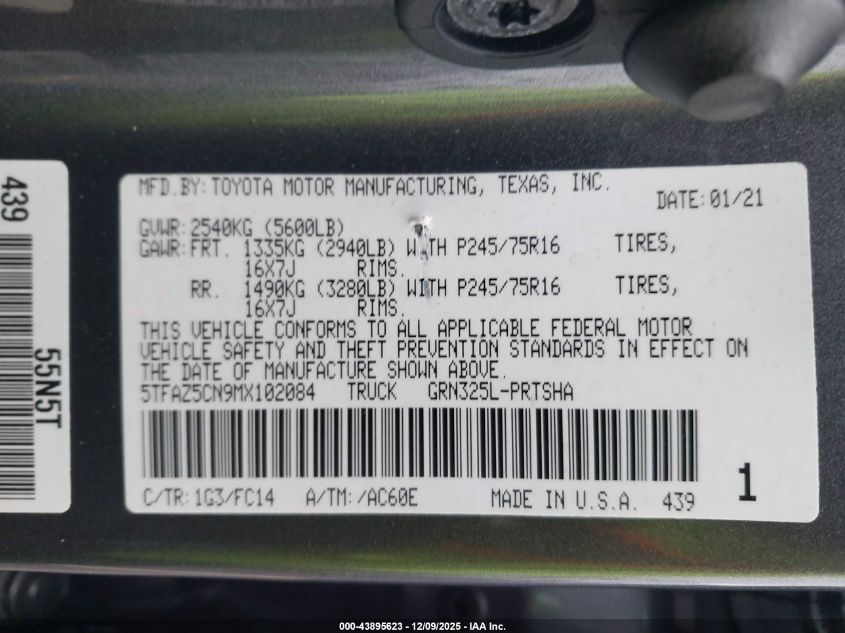 439
55N5T
MFD.BY: TOYOTA MOTOR MANUFACTURING, TEXAS, INC.
DATE: 01/21
GVWR: 2540KG (5600LB)
GAWR: FRT. 1335KG (2940LB) WITH P245/75R16 TIRES,
16X7J RIMS.
RR. 1490KG (3280LB) WITH P245/75R16 TIRES,
16X7J RIMS.
THIS VEHICLE CONFORMS TO ALL APPLICABLE FEDERAL MOTOR
VEHICLE SAFETY AND THEFT PREVENTION STANDARDS IN EFFECT ON
THE DATE OF MANUFACTURE SHOWN ABOVE.
5TFAZ5CN9MX102084 TRUCK GRN325L-PRTSHA
C/TR: 1G3/FC14 A/TM: /AC60E MADE IN U.S.A. 439
1
000-43895623 - 12/09/2025 - IAA Inc.